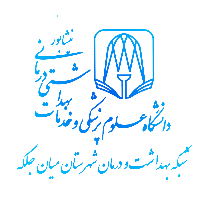 دانشگاه علوم پزشکی و خدمات
بهداشتی درمانی
نیشابور
شبکه بهداشت و درمان شهرستان میان جلگه